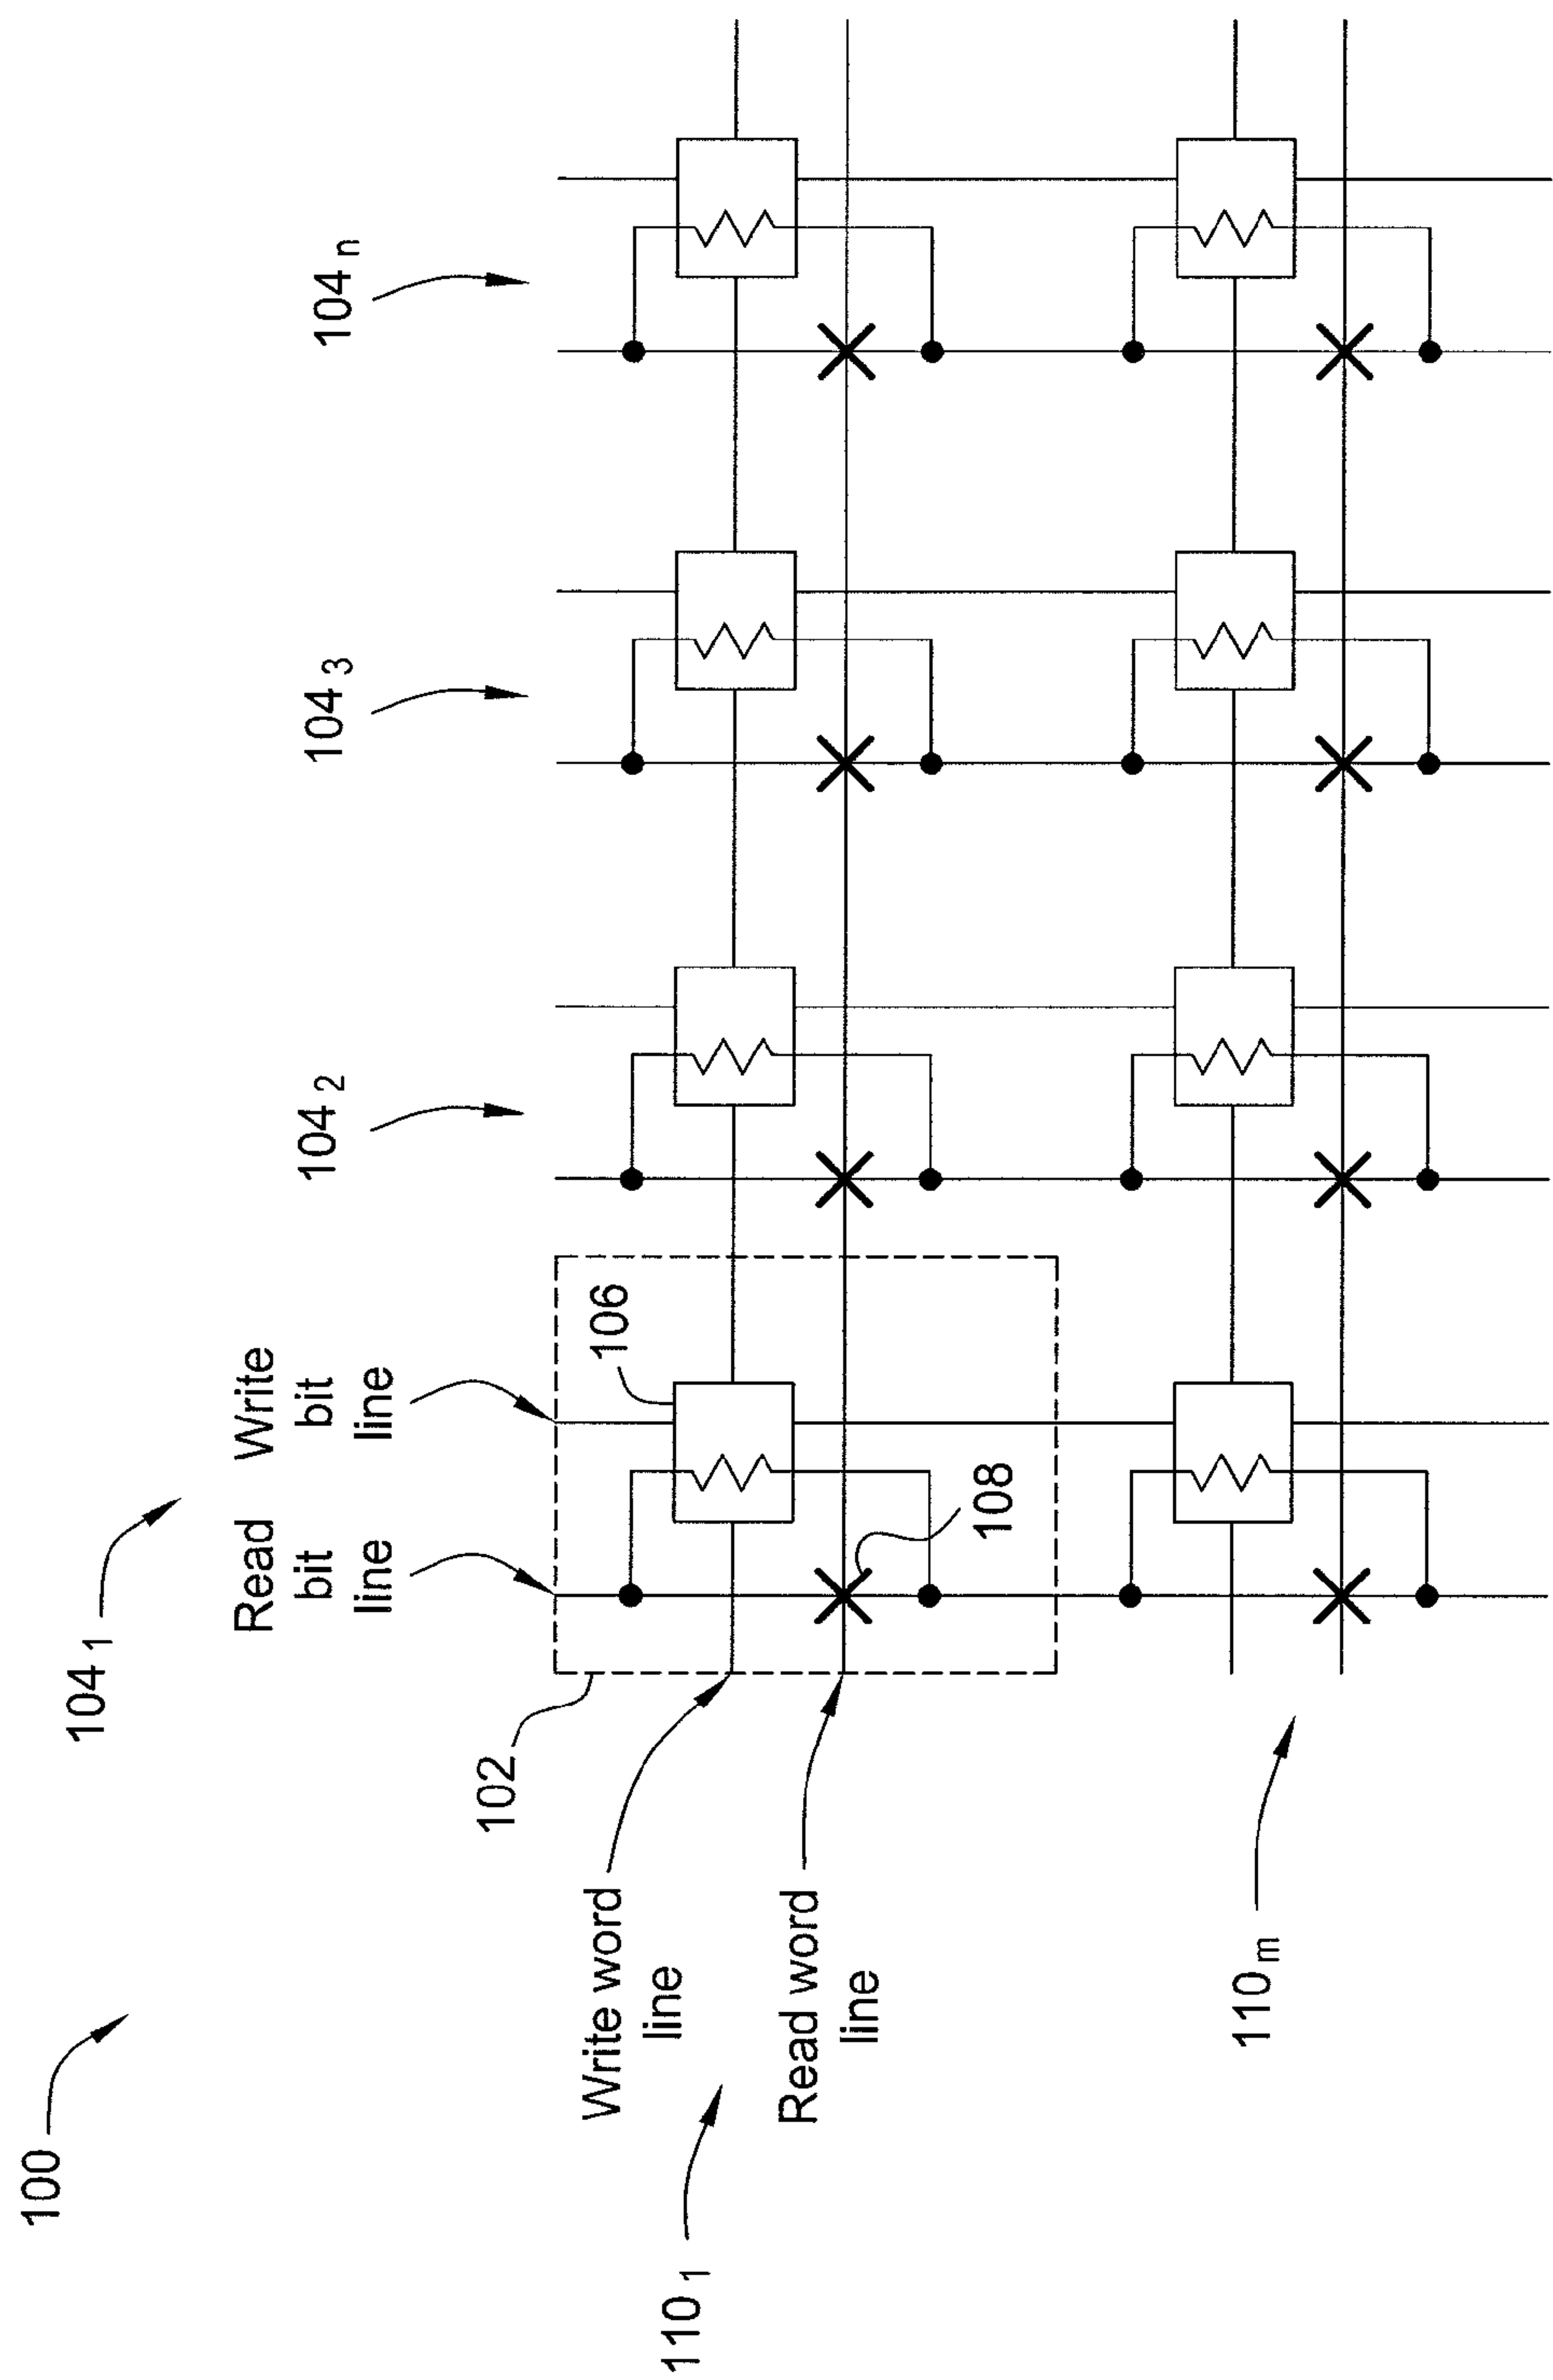 100
104 1
Read
bit
line
Write
bit
line
104 2
104 3
104 n
102
106
Write word
line
110 1
Read word
line
108
110 m